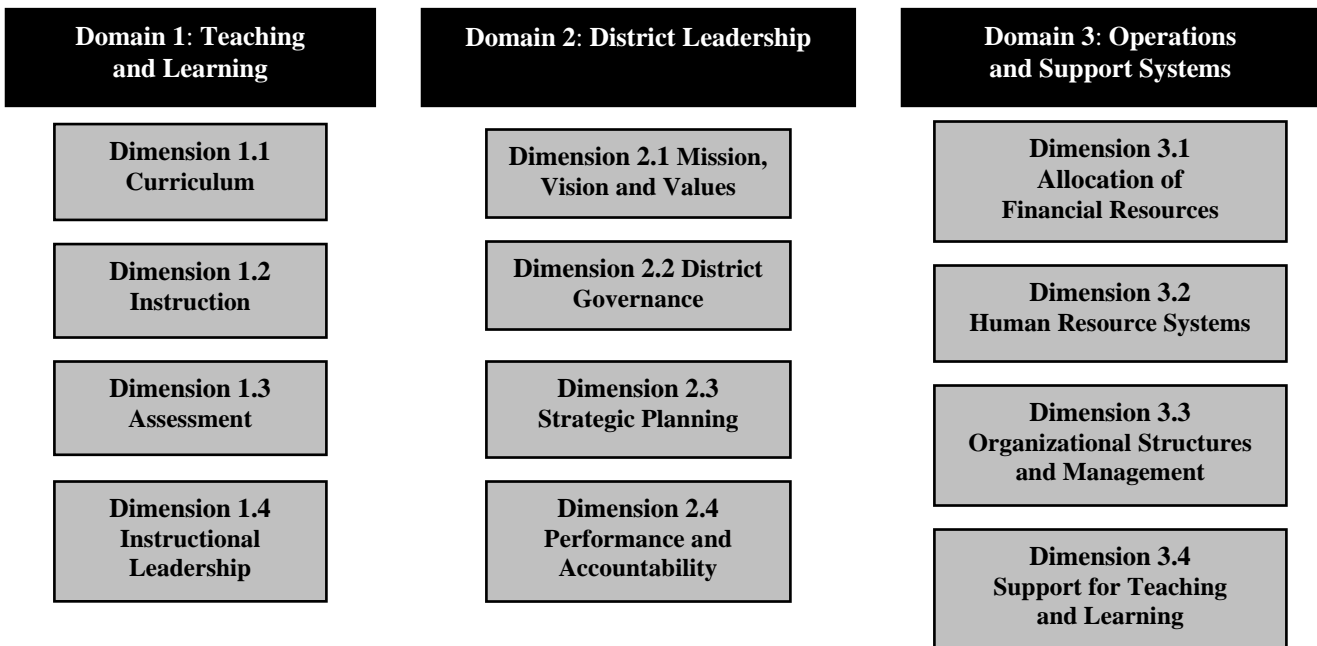 Domain 1: Teaching
and Learning
Dimension 1.1
Curriculum
Dimension 1.2
Instruction
Dimension 1.3
Assessment
Dimension 1.4
Instructional
Leadership
Domain 2: District Leadership
Dimension 2.1 Mission,
Vision and Values
Dimension 2.2 District
Governance
Dimension 2.3
Strategic Planning
Dimension 2.4
Performance and
Accountability
Domain 3: Operations
and Support Systems
Dimension 3.1
Allocation of
Financial Resources
Dimension 3.2
Human Resource Systems
Dimension 3.3
Organizational Structures
and Management
Dimension 3.4
Support for Teaching
and Learning